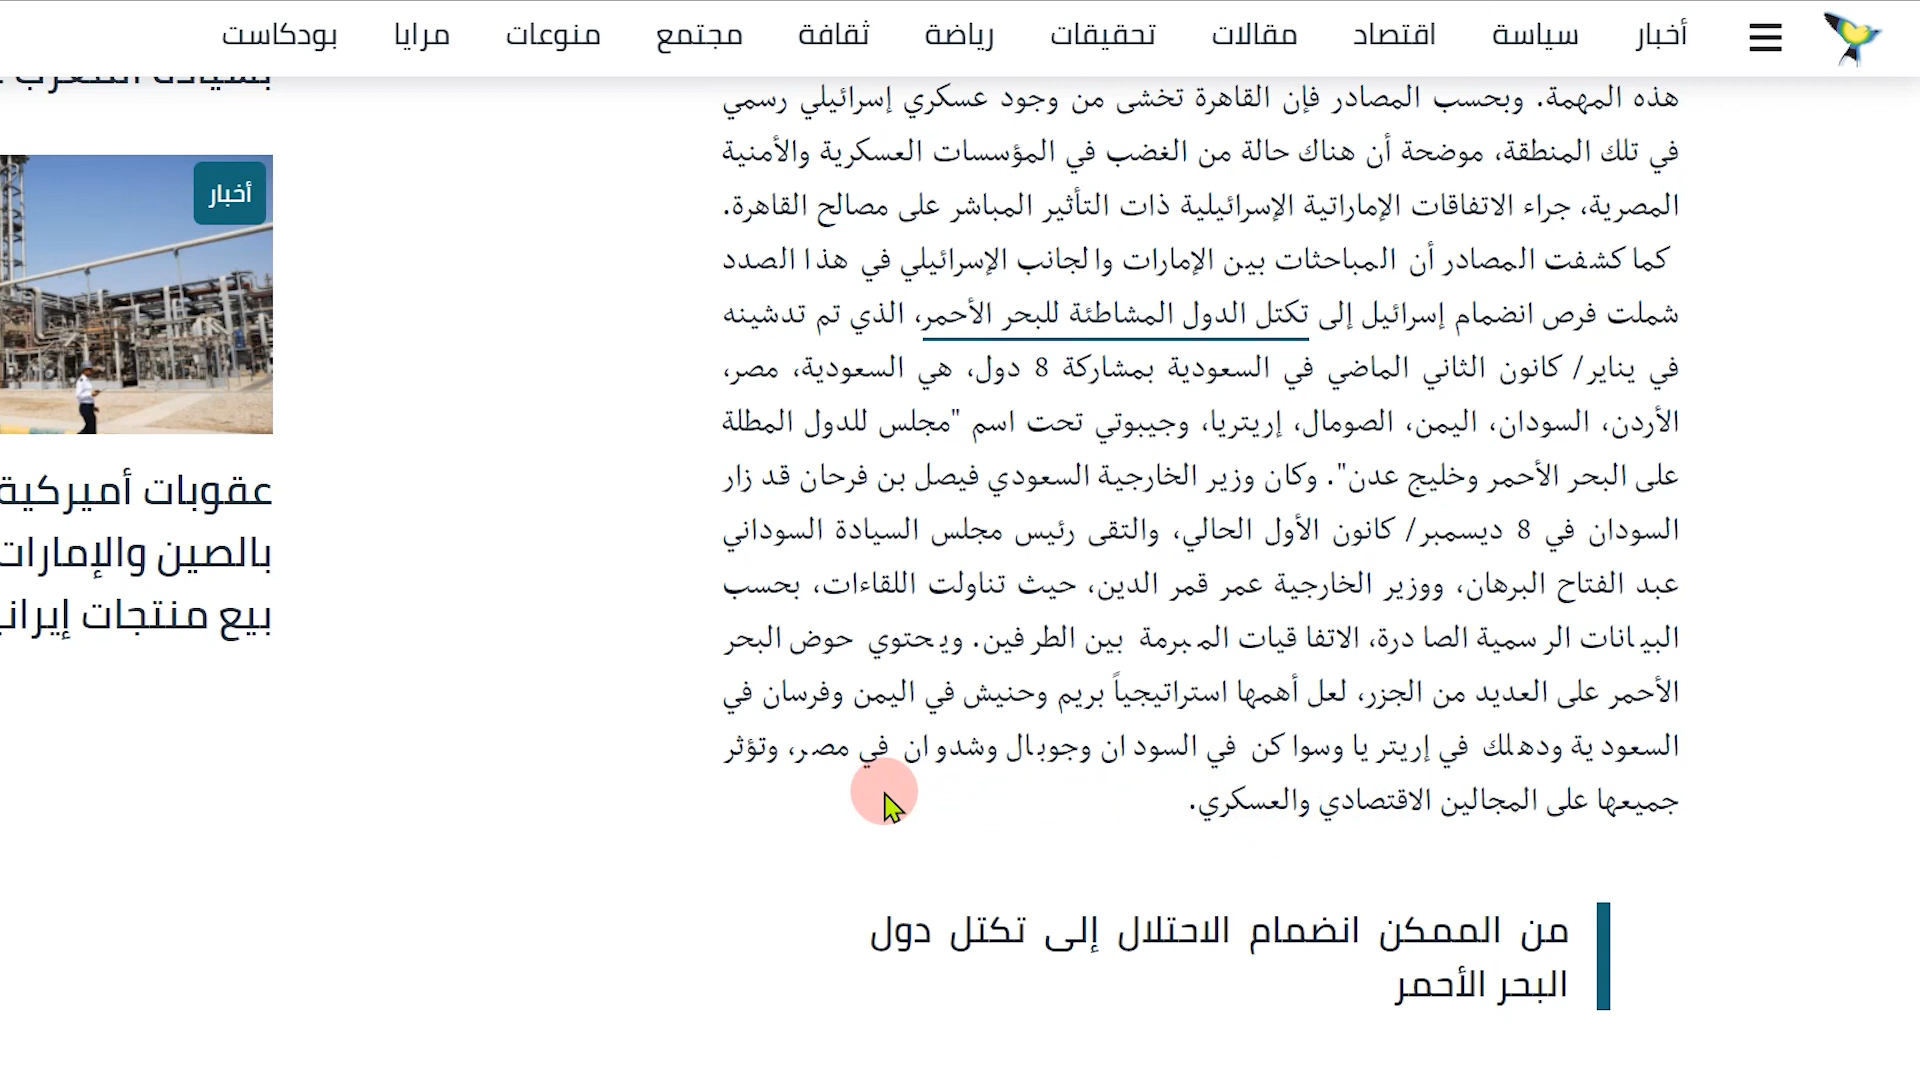 أخبار سياسة اقتصاد مقالات تحقيقات رياضة ثقافة مجتمع منوعات مرايا بودكاست
هذه المهمة. وبحسب المصادر فإن القاهرة تخشى من وجود عسكري إسرائيلي رسمي
في تلك المنطقة، موضحة أن هناك حالة من الغضب في المؤسسات العسكرية والأمنية
المصرية، جراء الاتفاقات الإماراتية الإسرائيلية ذات التأثير المباشر على مصالح القاهرة.
كما كشفت المصادر أن المباحثات بين الإمارات والجانب الإسرائيلي في هذا الصدد
شملت فرص انضمام إسرائيل إلى تكتل الدول المشاطئة للبحر الأحمر، الذي تم تدشينه
في يناير/ كانون الثاني الماضي في السعودية بمشاركة 8 دول، هي السعودية، مصر،
الأردن، السودان، اليمن، الصومال، إريتريا، وجيبوتي تحت اسم "مجلس للدول المطلة
على البحر الأحمر وخليج عدن". وكان وزير الخارجية السعودي فيصل بن فرحان قد زار
السودان في 8 ديسمبر/ كانون الأول الحالي، والتقى رئيس مجلس السيادة السوداني
عبد الفتاح البرهان، ووزير الخارجية عمر قمر الدين، حيث تناولت اللقاءات، بحسب
البيانات الرسمية الصادرة، الاتفاقيات المبرمة بين الطرفين. ويحتوي حوض البحر
الأحمر على العديد من الجزر، لعل أهمها استراتيجياً بريم وحنيش في اليمن وفرسان في
السعودية ودهلك في إريتريا وسواكن في السودان وجوبال وشدوان في مصر، وتؤثر
جميعها على المجالين الاقتصادي والعسكري.
من الممكن انضمام الاحتلال إلى تكتل دول
البحر الأحمر
أخبار
عقوبات أميركية
بالصين والإمارات
بيع منتجات